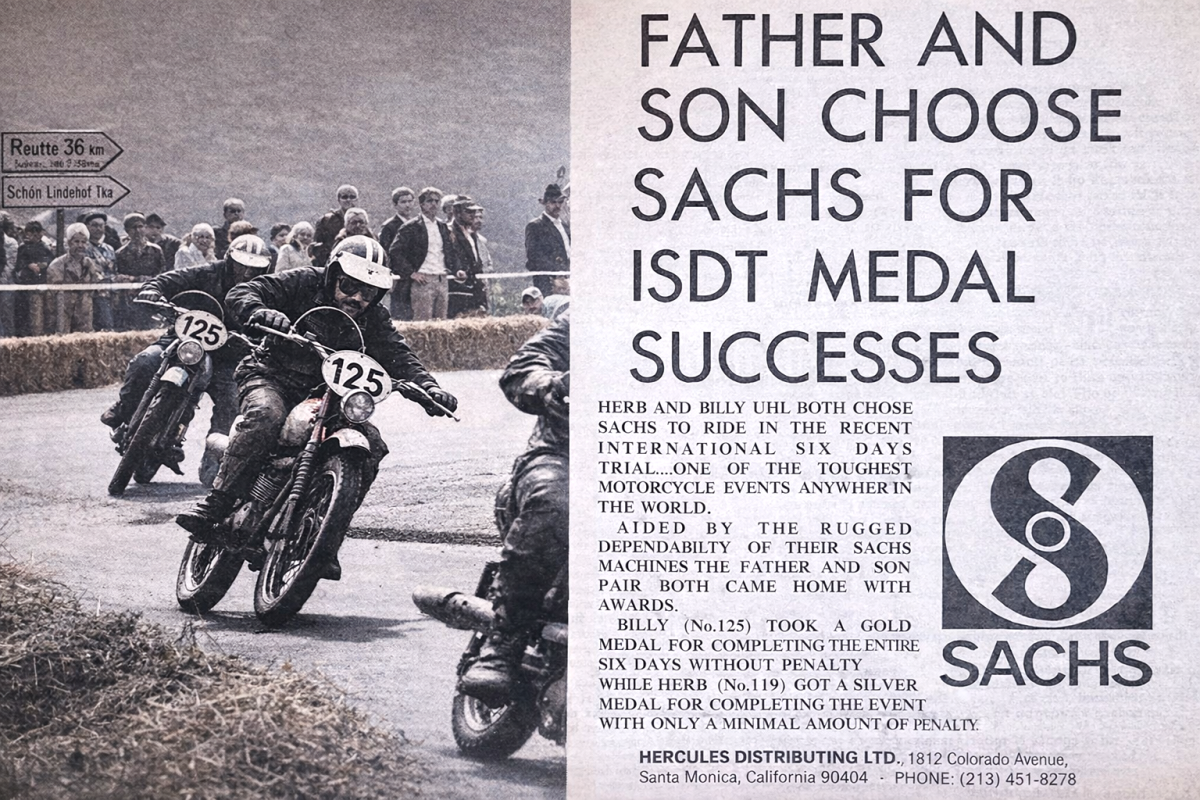 Reutte 36 km
Schön Lindehof Tka
125
125
FATHER AND
SON CHOOSE
SACHS FOR
ISDT MEDAL
SUCCESSES
HERB AND BILLY UHL BOTH CHOSE
SACHS TO RIDE IN THE RECENT
INTERNATIONAL SIX DAYS
TRIAL....ONE OF THE TOUGHEST
MOTORCYCLE EVENTS ANYWHER IN
THE WORLD.
AIDED BY THE RUGGED
DEPENDABILTY OF THEIR SACHS
MACHINES THE FATHER AND SON
PAIR BOTH CAME HOME WITH
AWARDS.
BILLY (No.125) TOOK A GOLD
MEDAL FOR COMPLETING THE ENTIRE
SIX DAYS WITHOUT PENALTY
WHILE HERB (No.119) GOT A SILVER
MEDAL FOR COMPLETING THE EVENT
WITH ONLY A MINIMAL AMOUNT OF PENALTY.
S
SACHS
HERCULES DISTRIBUTING LTD., 1812 Colorado Avenue,
Santa Monica, California 90404 - PHONE: (213) 451-8278